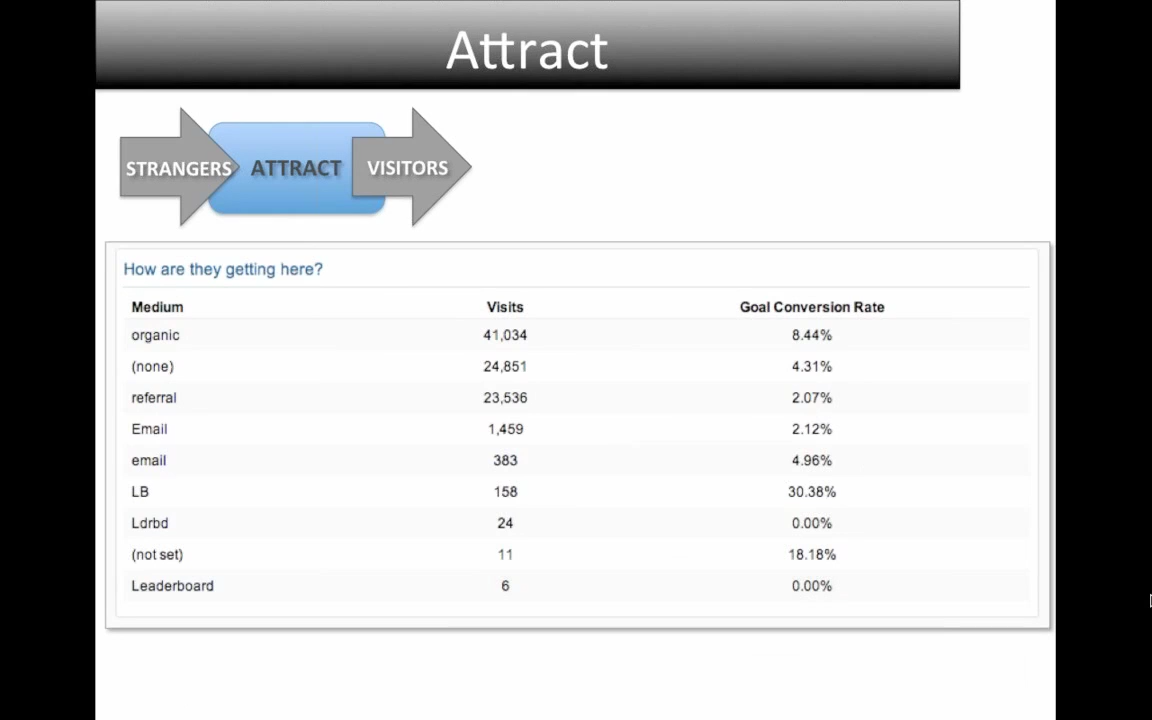 Attract
STRANGERS ATTRACT VISITORS
How are they getting here?
Medium Visits Goal Conversion Rate
organic 41,034 8.44%
(none) 24,851 4.31%
referral 23,536 2.07%
Email 1,459 2.12%
email 383 4.96%
LB 158 30.38%
Ldrbd 24 0.00%
(not set) 11 18.18%
Leaderboard 6 0.00%